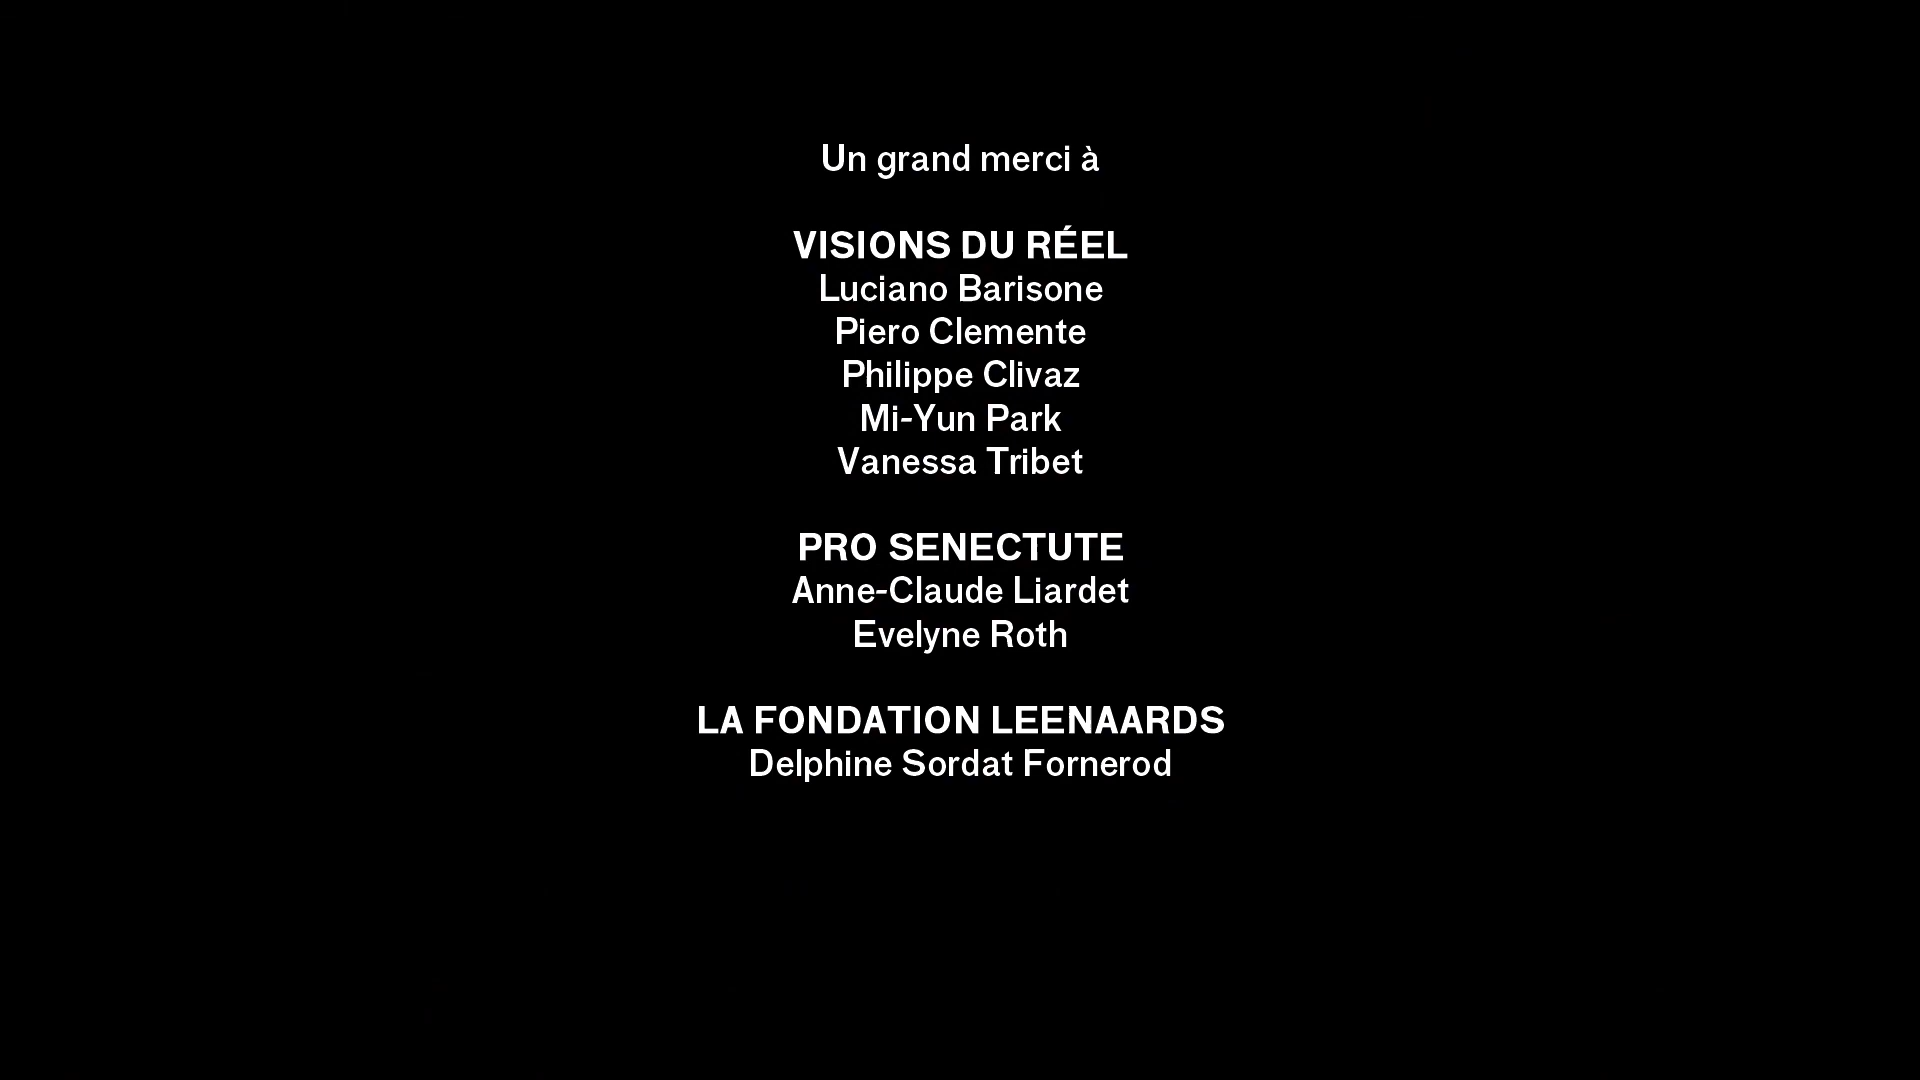 Un grand merci à
VISIONS DU RÉEL
Luciano Barisone
Piero Clemente
Philippe Clivaz
Mi-Yun Park
Vanessa Tribet
PRO SENECTUTE
Anne-Claude Liardet
Evelyne Roth
LA FONDATION LEENAARDS
Delphine Sordat Fornerod